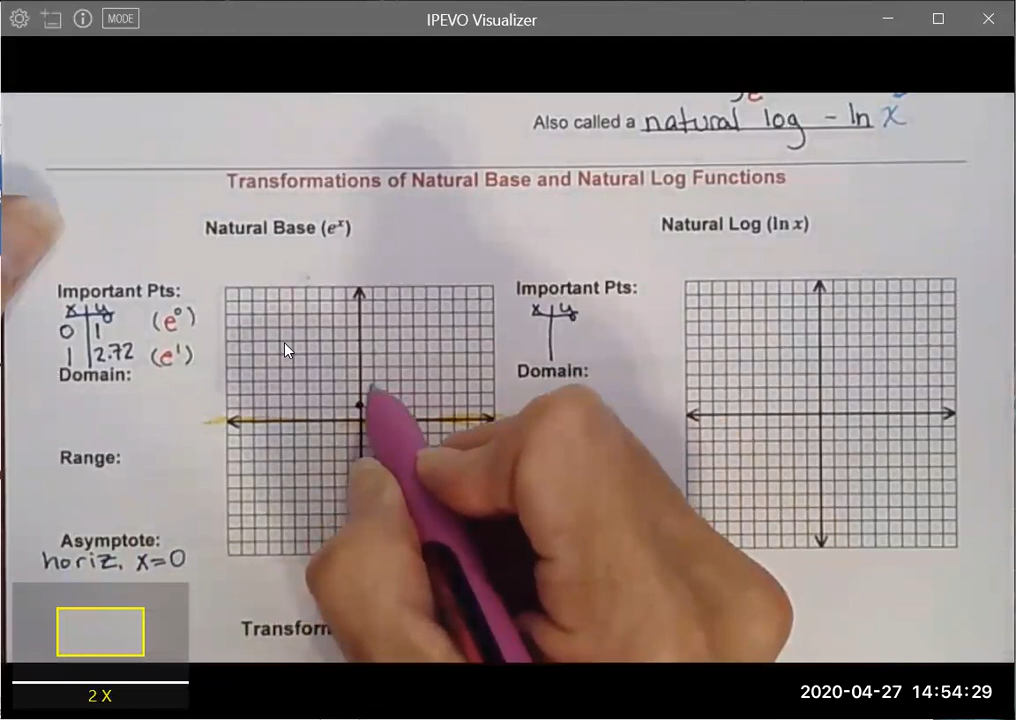 MODE
IPEVO Visualizer
Also called a natural log - ln x
Transformations of Natural Base and Natural Log Functions
Natural Base (eˣ)
Natural Log (ln x)
Important Pts:
x y
0 1 (e⁰)
1 2.72 (e¹)
Domain:
Range:
Asymptote:
horiz. x=0
Important Pts:
x y
Domain:
2 X
2020-04-27 14:54:29